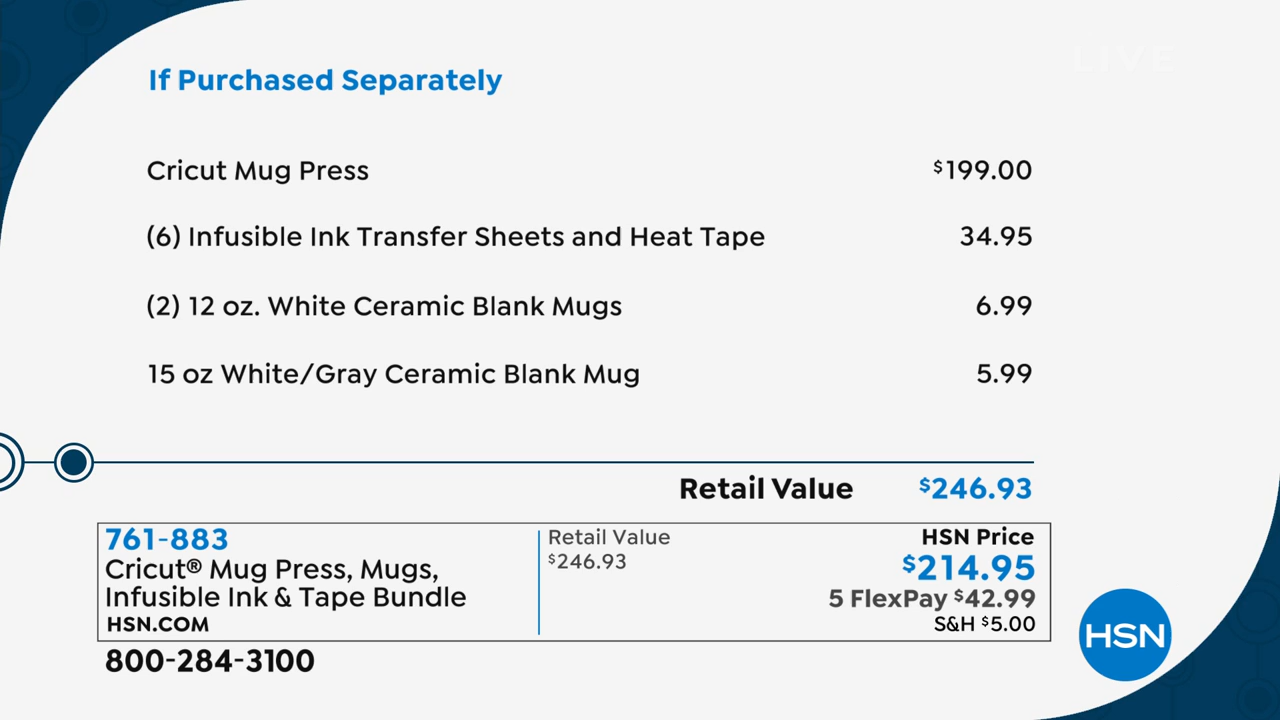 LIVE
If Purchased Separately
Cricut Mug Press $199.00
(6) Infusible Ink Transfer Sheets and Heat Tape 34.95
(2) 12 oz. White Ceramic Blank Mugs 6.99
15 oz White/Gray Ceramic Blank Mug 5.99
Retail Value $246.93
761-883
Cricut® Mug Press, Mugs,
Infusible Ink & Tape Bundle
HSN.COM
Retail Value
$246.93
HSN Price
$214.95
5 FlexPay $42.99
S&H $5.00
800-284-3100
HSN